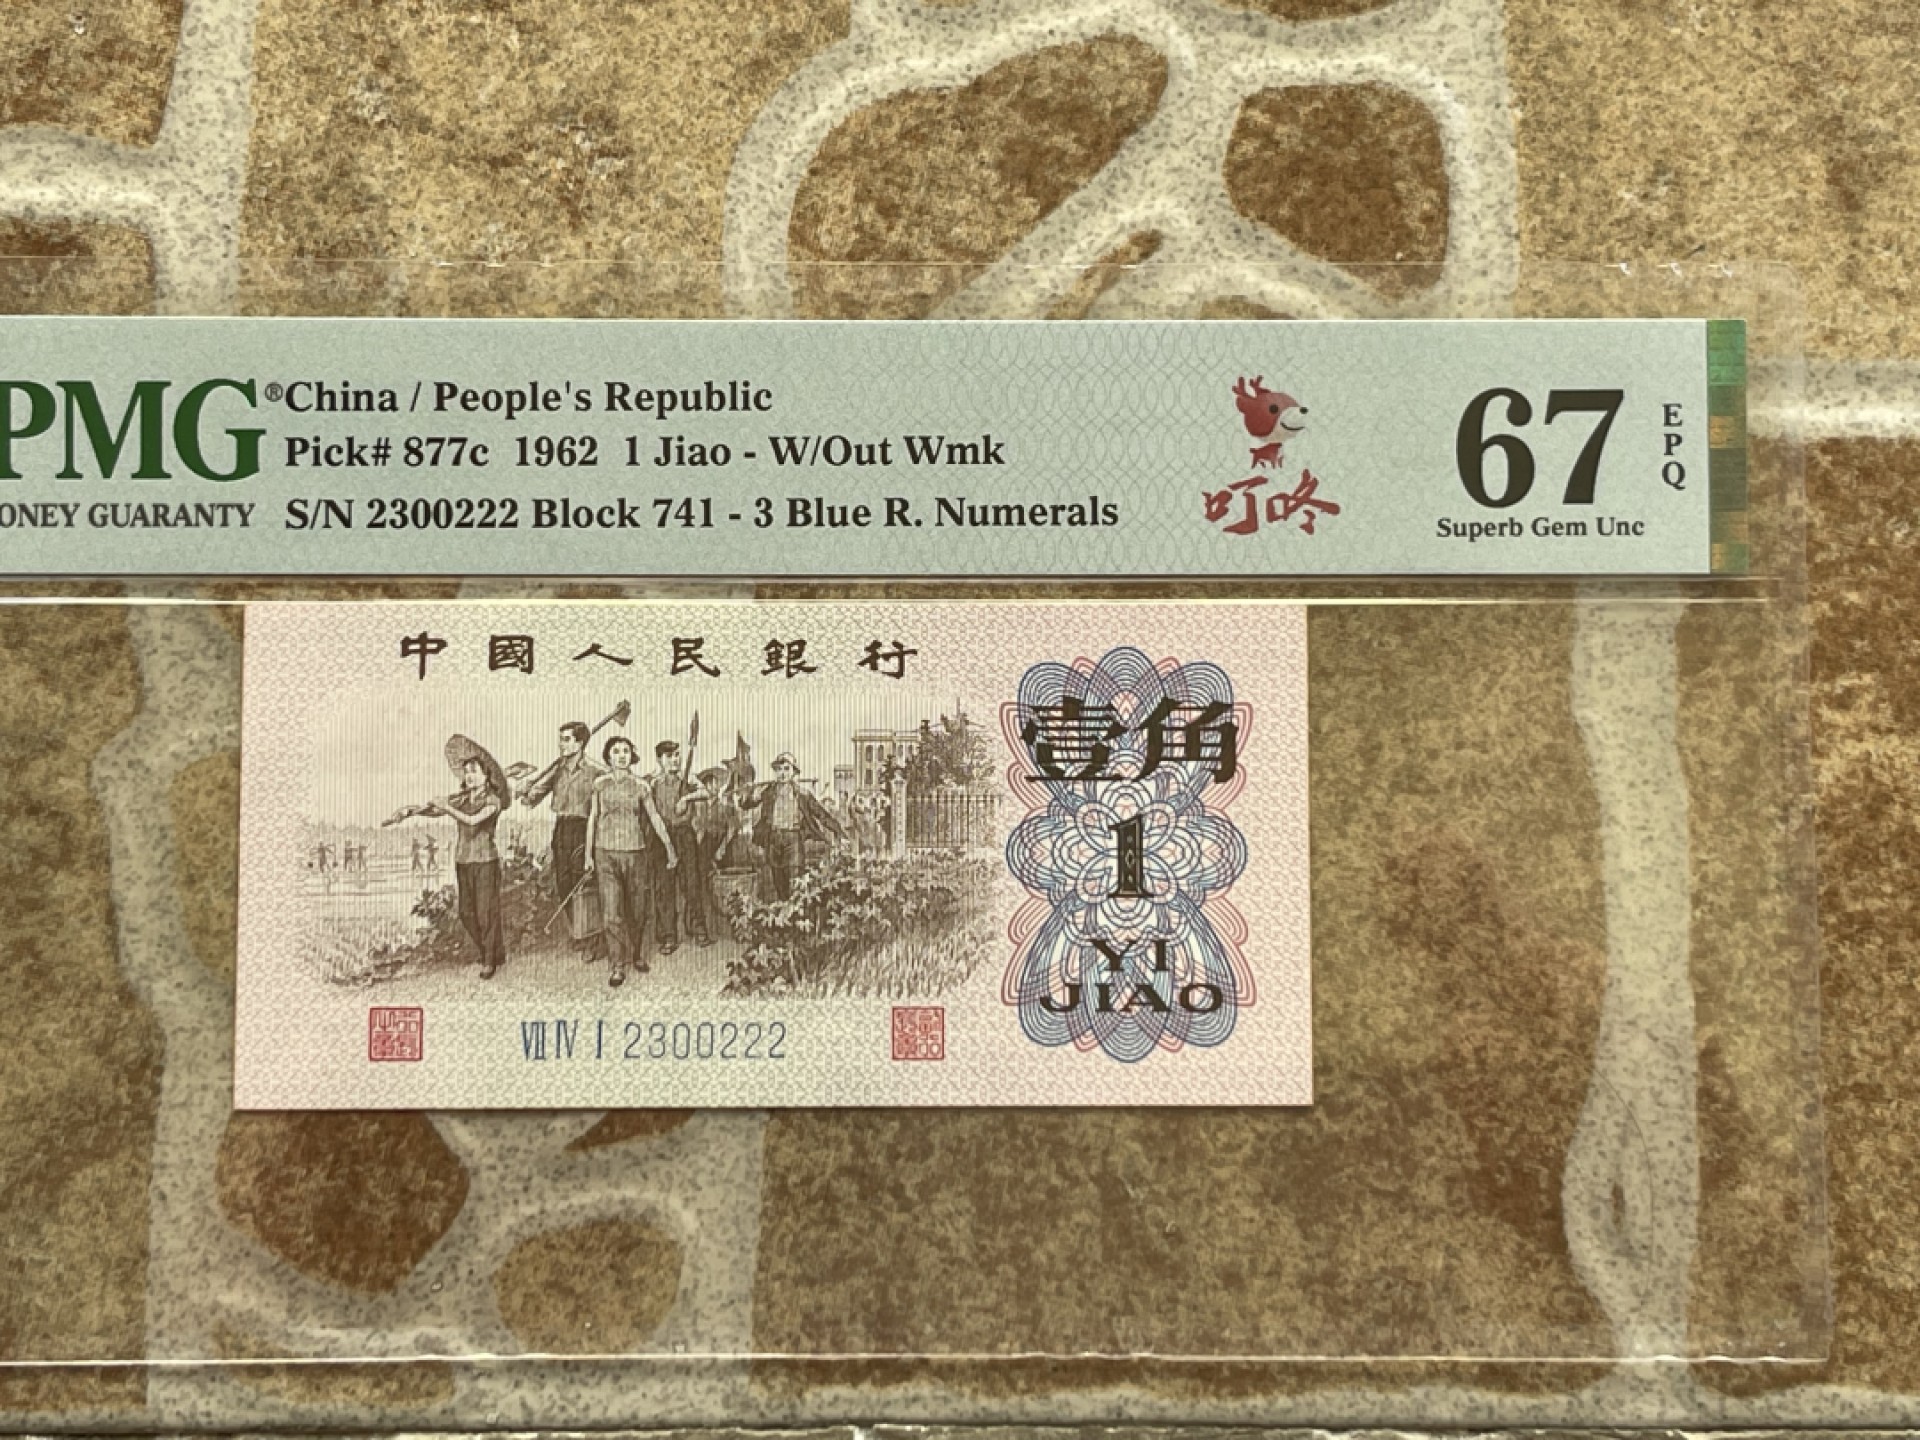 PMG®
ONEY GUARANTY
China / People's Republic
Pick# 877c 1962 1 Jiao - W/Out Wmk
S/N 2300222 Block 741 - 3 Blue R. Numerals
叮咚
67
EPQ
Superb Gem Unc
中國人民銀行
壹角
1
YI
JIAO
VII IV I 2300222